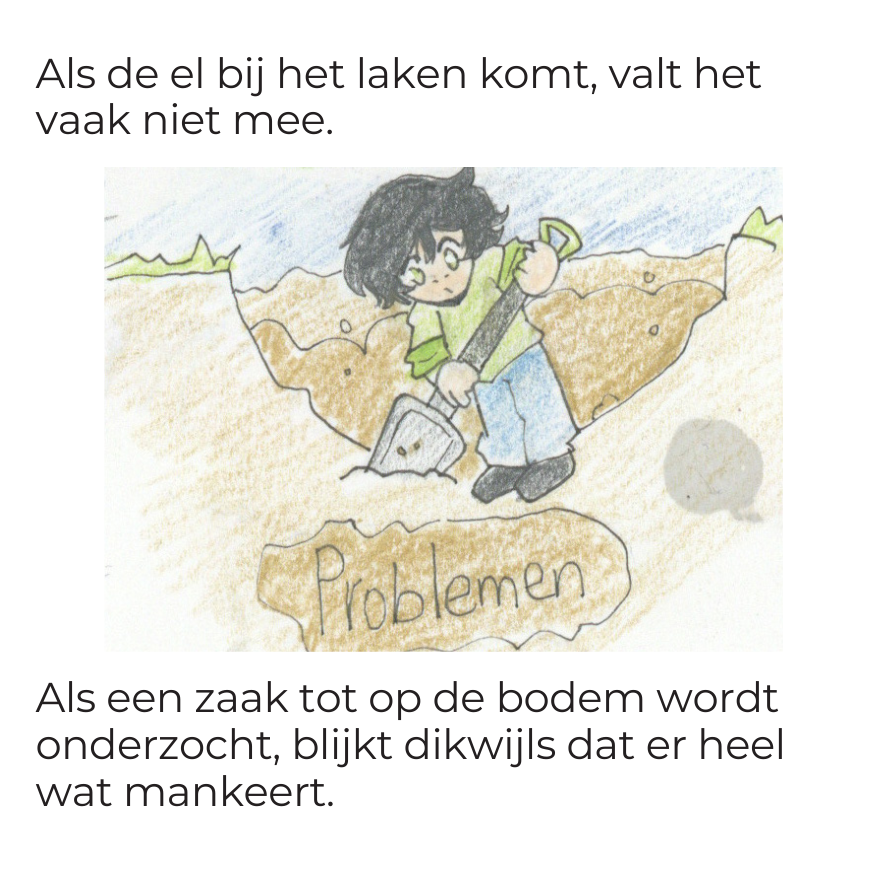 Als de el bij het laken komt, valt het
vaak niet mee.
Problemen
Als een zaak tot op de bodem wordt
onderzocht, blijkt dikwijls dat er heel
wat mankeert.